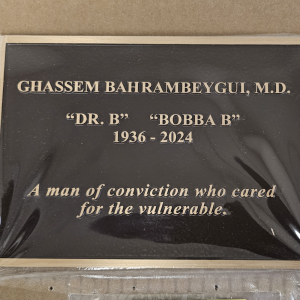 GHASSEM BAHRAMBEYGUI, M.D.
“DR. B” “BOBBA B”
1936 - 2024
A man of conviction who cared
for the vulnerable.